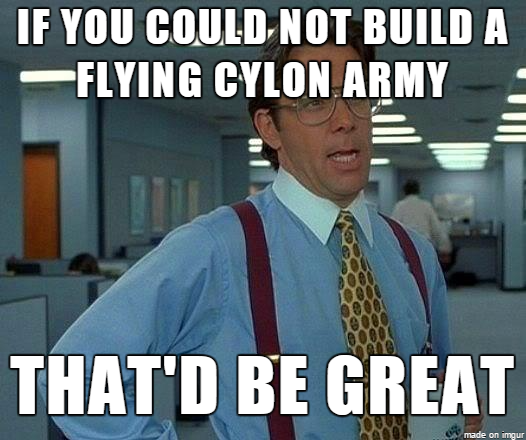 IF YOU COULD NOT BUILD A
FLYING CYLON ARMY
THAT'D BE GREAT
made on imgur